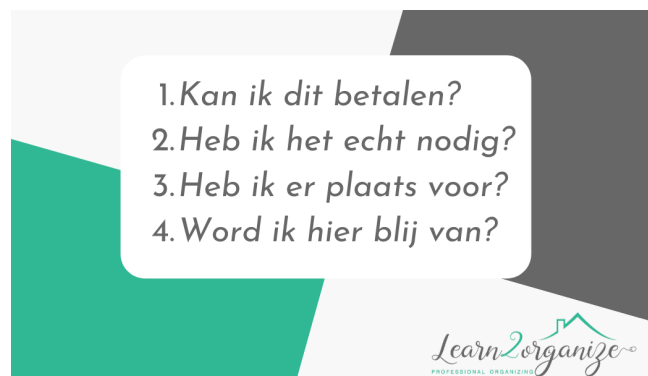 1. Kan ik dit betalen?
2. Heb ik het echt nodig?
3. Heb ik er plaats voor?
4. Word ik hier blij van?
Learn2organize
PROFESSIONAL ORGANIZING